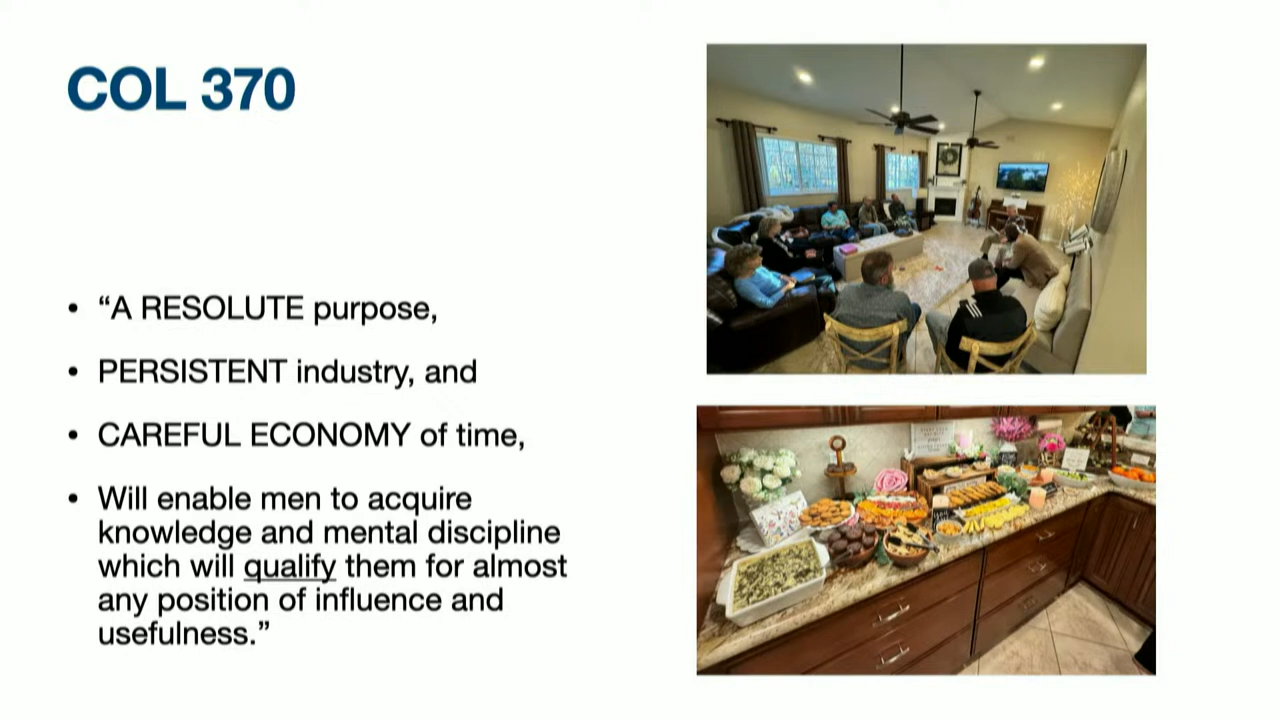 COL 370
• “A RESOLUTE purpose,
• PERSISTENT industry, and
• CAREFUL ECONOMY of time,
• Will enable men to acquire
knowledge and mental discipline
which will qualify them for almost
any position of influence and
usefulness.”